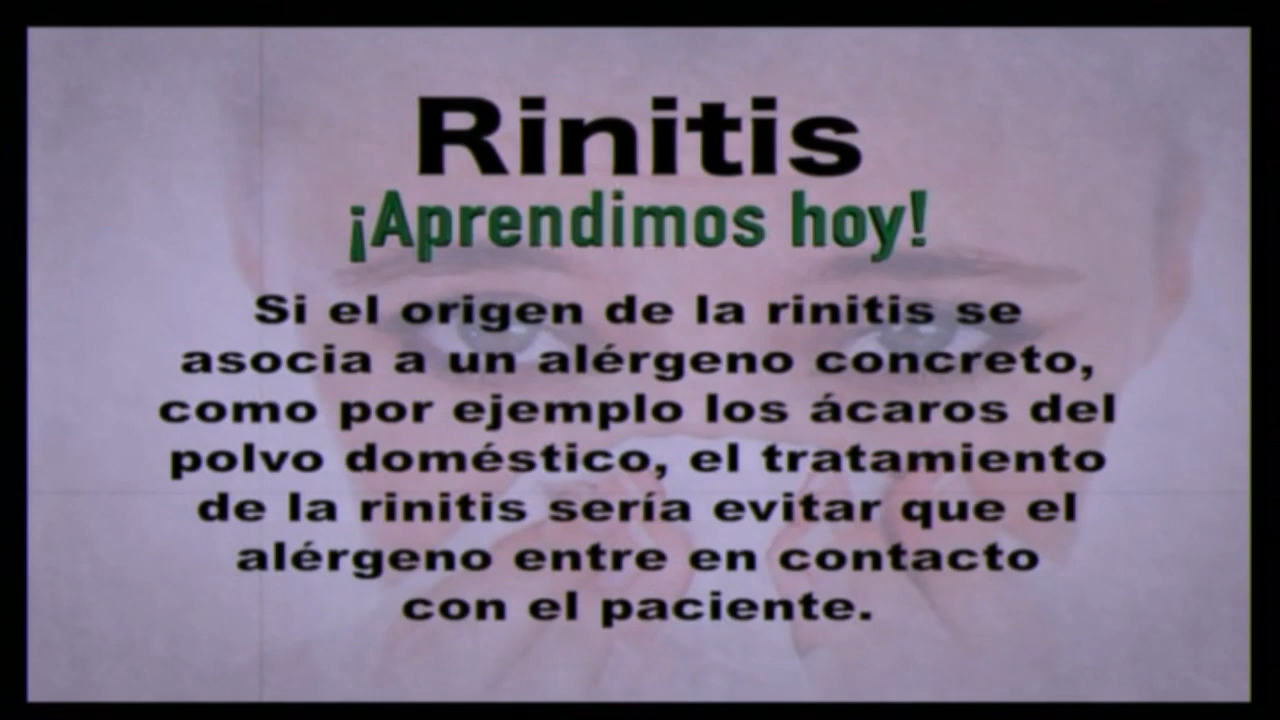 Rinitis
¡Aprendimos hoy!
Si el origen de la rinitis se
asocia a un alérgeno concreto,
como por ejemplo los ácaros del
polvo doméstico, el tratamiento
de la rinitis sería evitar que el
alérgeno entre en contacto
con el paciente.